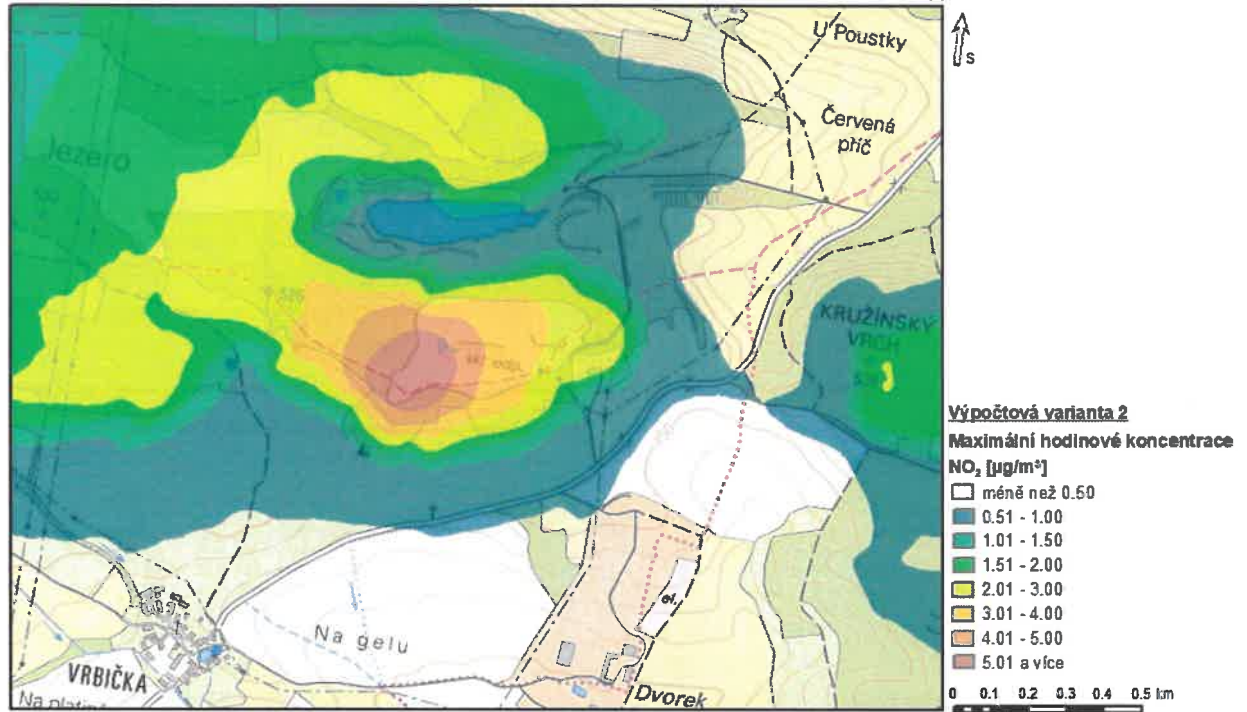 U Poustky
Červená
příč
Jezero
KRUŽÍNSKÝ
VRCH
Na gelu
VRBIČKA
el.
Dvorek
S
Výpočtová varianta 2
Maximální hodinové koncentrace
NO₂ [µg/m³]
méně než 0.50
0.51 - 1.00
1.01 - 1.50
1.51 - 2.00
2.01 - 3.00
3.01 - 4.00
4.01 - 5.00
5.01 a více
0 0.1 0.2 0.3 0.4 0.5 km